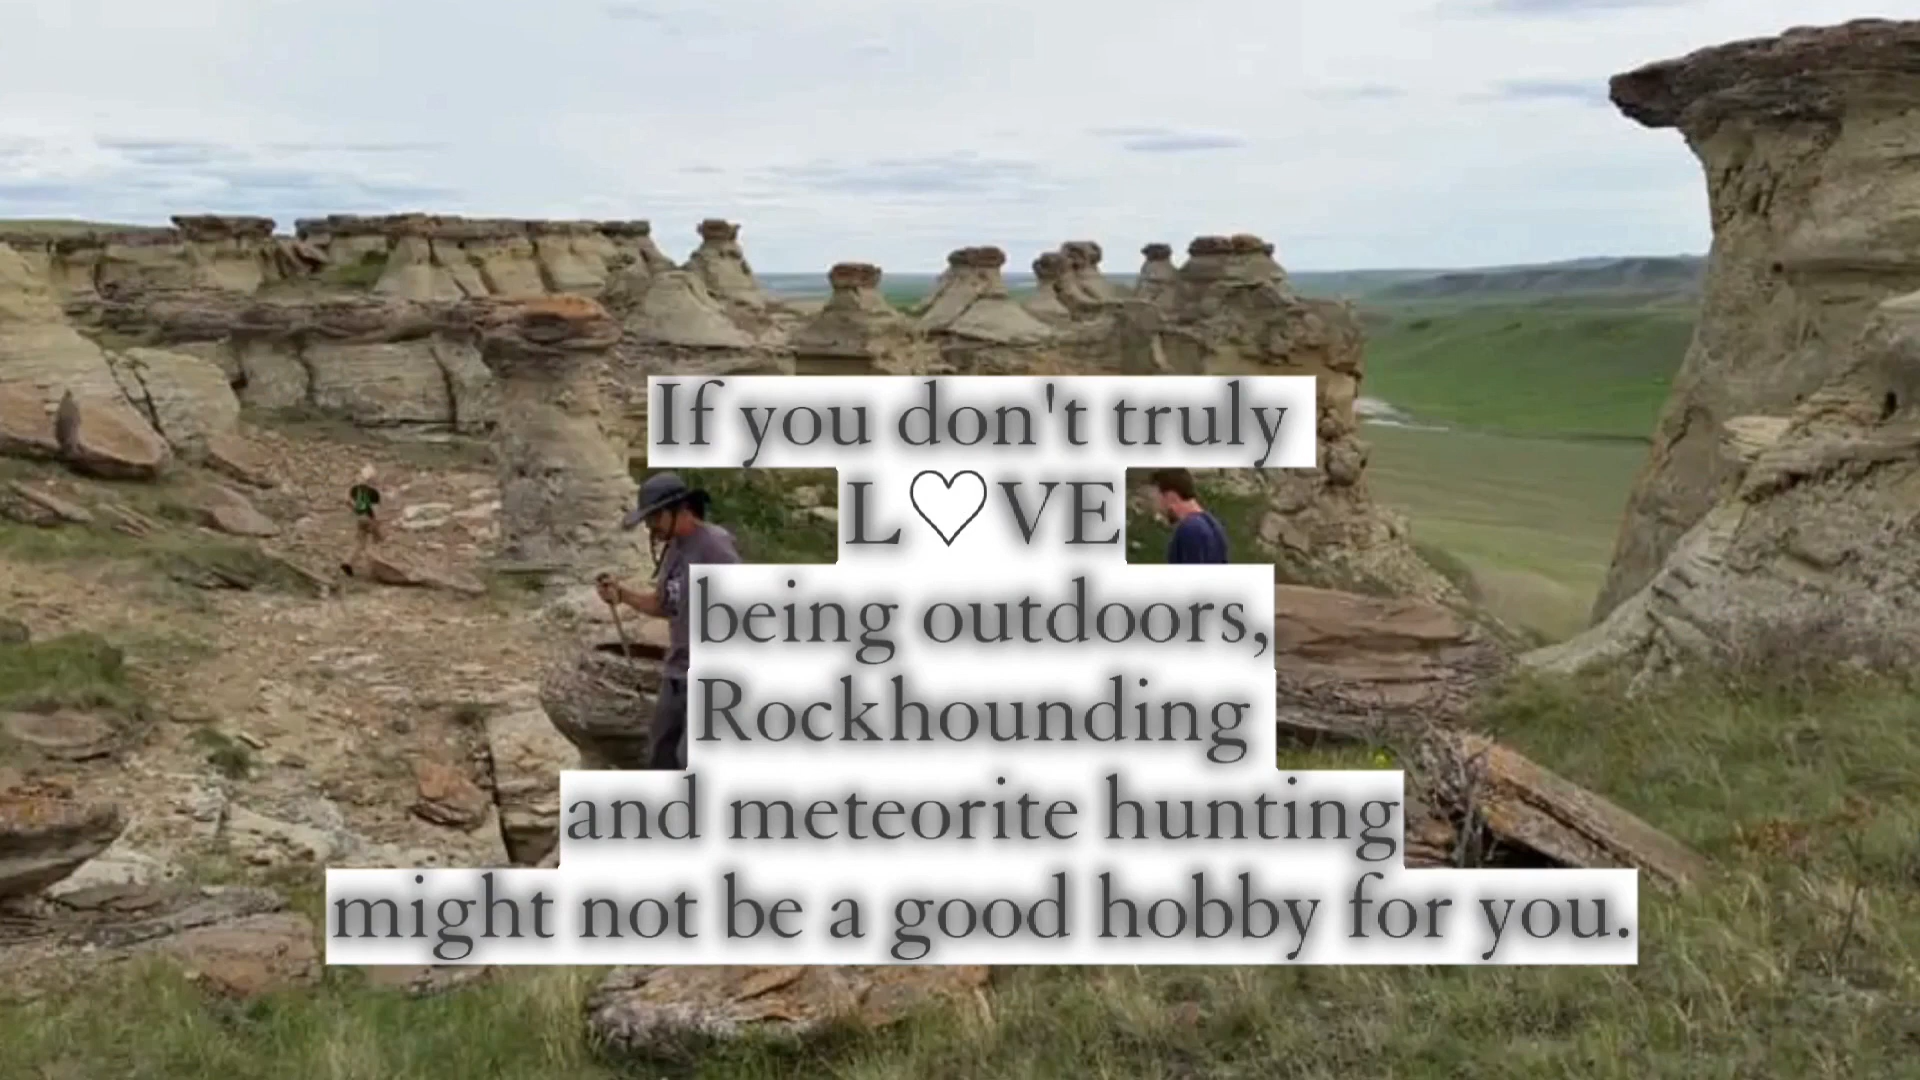 If you don't truly
L♡VE
being outdoors,
Rockhounding
and meteorite hunting
might not be a good hobby for you.